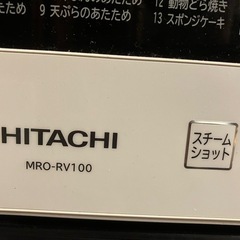 ためため
9 天ぷらのあたため
12 動物どら焼き
13 スポンジケーキ
HITACHI
MRO-RV100
スチーム
ショット